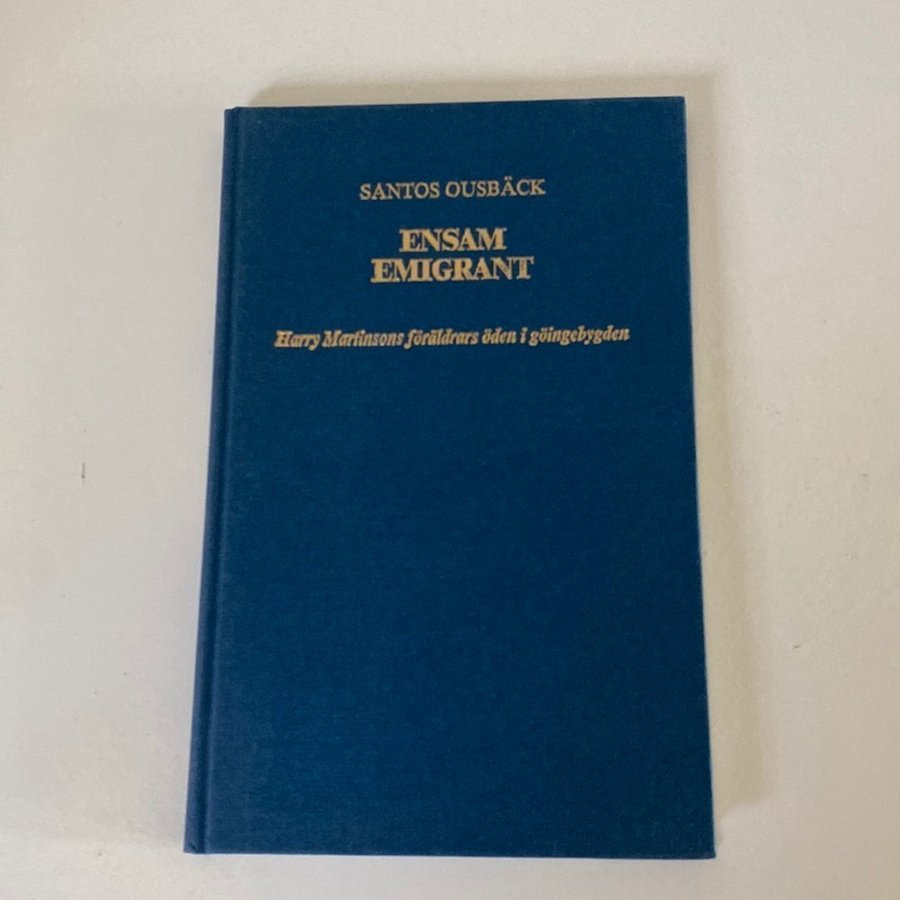 SANTOS OUSBÄCK
ENSAM
EMIGRANT
Harry Martinsons föräldrars öden i göingebygden